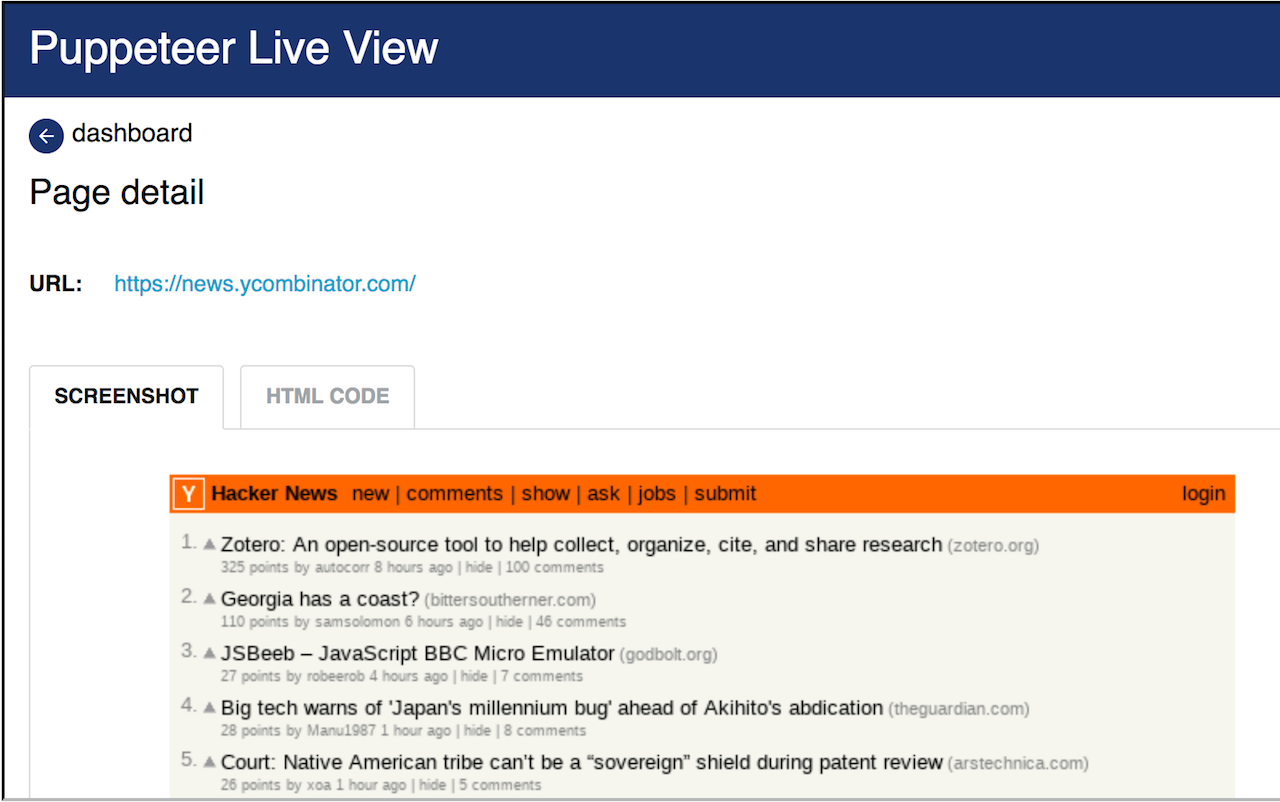 Puppeteer Live View
dashboard
Page detail
URL: https://news.ycombinator.com/
SCREENSHOT HTML CODE
Y Hacker News new | comments | show | ask | jobs | submit login
1. Zotero: An open-source tool to help collect, organize, cite, and share research (zotero.org)
325 points by autocorr 8 hours ago | hide | 100 comments
2. Georgia has a coast? (bittersoutherner.com)
110 points by samsolomon 6 hours ago | hide | 46 comments
3. JSBeeb – JavaScript BBC Micro Emulator (godbolt.org)
27 points by robeerob 4 hours ago | hide | 7 comments
4. Big tech warns of 'Japan's millennium bug' ahead of Akihito's abdication (theguardian.com)
28 points by Manu1987 1 hour ago | hide | 8 comments
5. Court: Native American tribe can't be a “sovereign” shield during patent review (arstechnica.com)
26 points by xoa 1 hour ago | hide | 5 comments